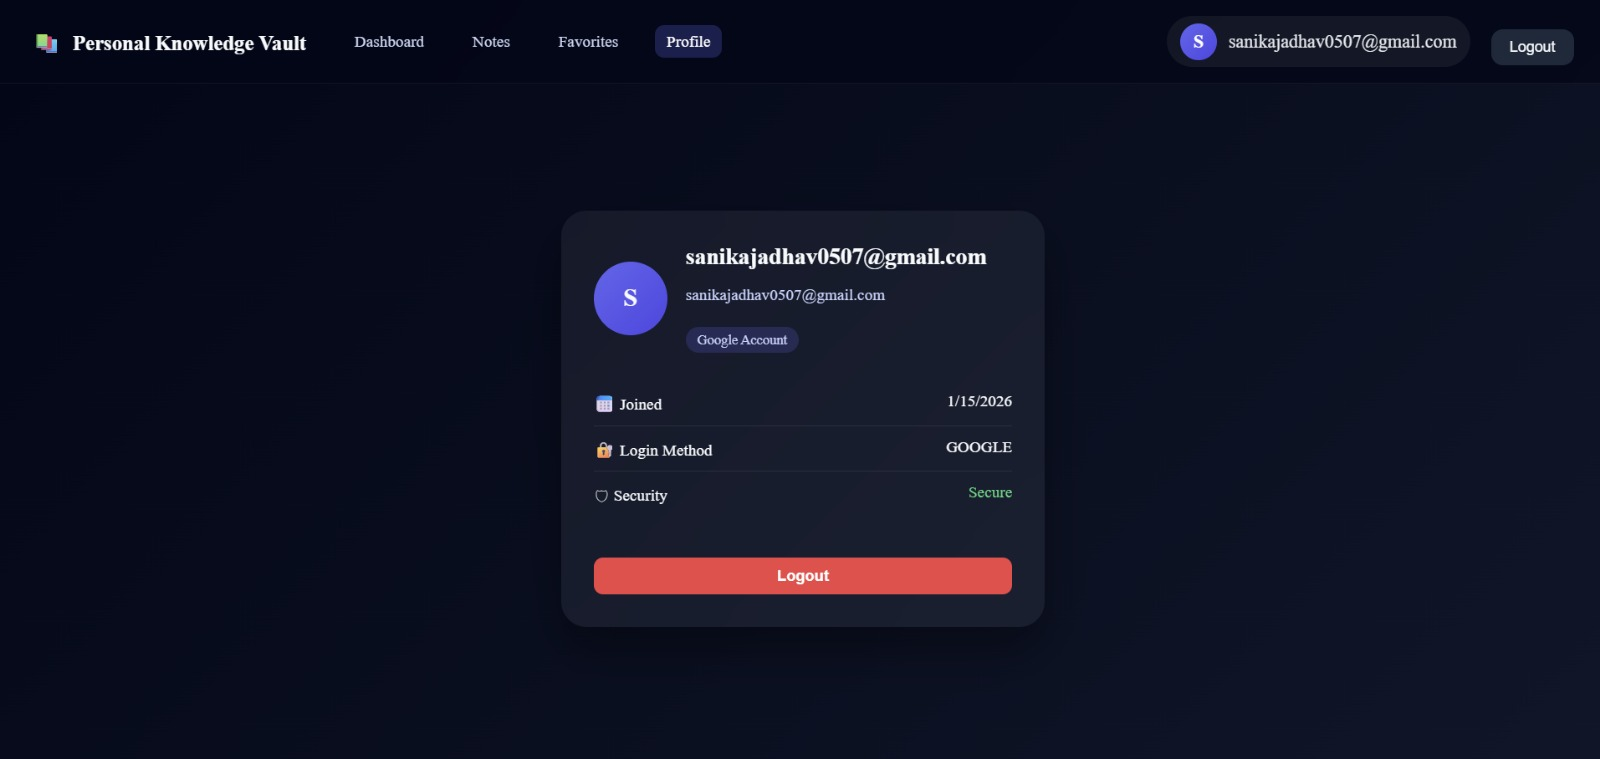 Personal Knowledge Vault Dashboard Notes Favorites Profile S sanikajadhav0507@gmail.com Logout
sanikajadhav0507@gmail.com
S
sanikajadhav0507@gmail.com
Google Account
Joined 1/15/2026
Login Method GOOGLE
Security Secure
Logout